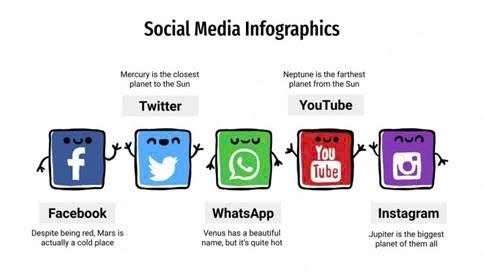 Social Media Infographics
Mercury is the closest
planet to the Sun
Twitter
Neptune is the farthest
planet from the Sun
YouTube
f
You
Tube
Facebook
Despite being red, Mars is
actually a cold place
WhatsApp
Venus has a beautiful
name, but it's quite hot
Instagram
Jupiter is the biggest
planet of them all